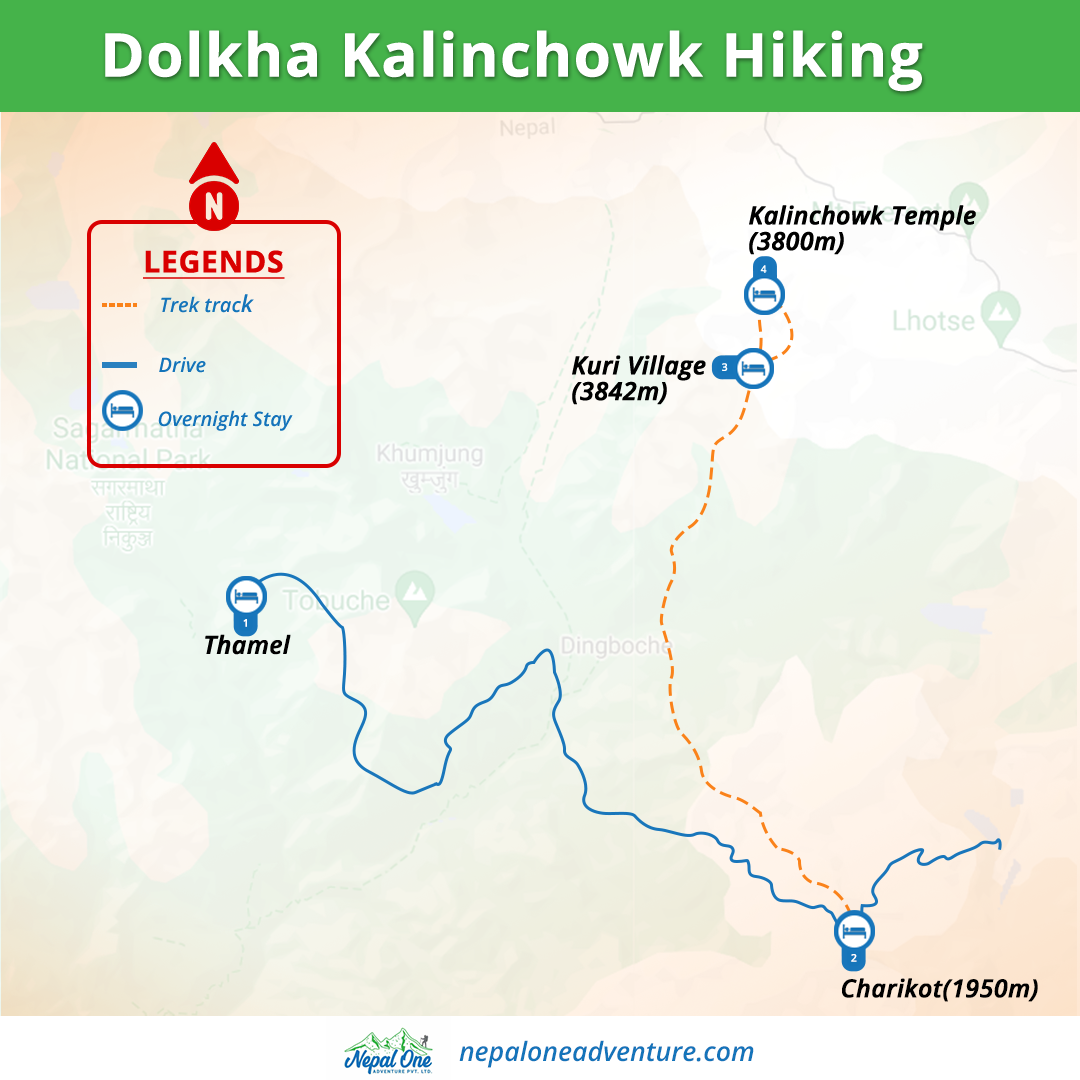 Dolkha Kalinchowk Hiking
Nepal
N
LEGENDS
Trek track
Drive
Overnight Stay
Sagarmatha
National Park
सगरमाथा
राष्ट्रिय
निकुञ्ज
Khumjung
खुम्जुंग
Mt Everest
Kalinchowk Temple
(3800m)
4
Lhotse
Kuri Village
(3842m)
3
Tobuche
1
Thamel
Dingboche
2
Charikot(1950m)
Nepal One
ADVENTURE PVT. LTD.
nepaloneadventure.com